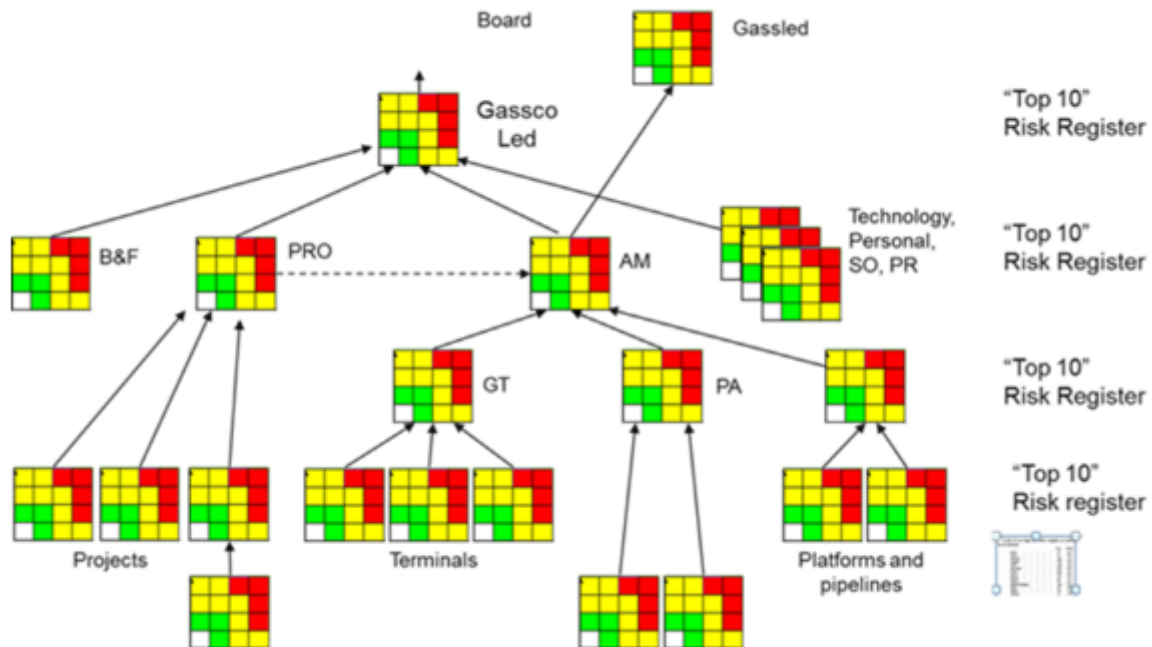 Board
Gassled
"Top 10"
Risk Register
Gassco
Led
B&F
PRO
AM
Technology,
Personal,
SO, PR
"Top 10"
Risk Register
GT
PA
"Top 10"
Risk Register
"Top 10"
Risk register
Projects
Terminals
Platforms and
pipelines